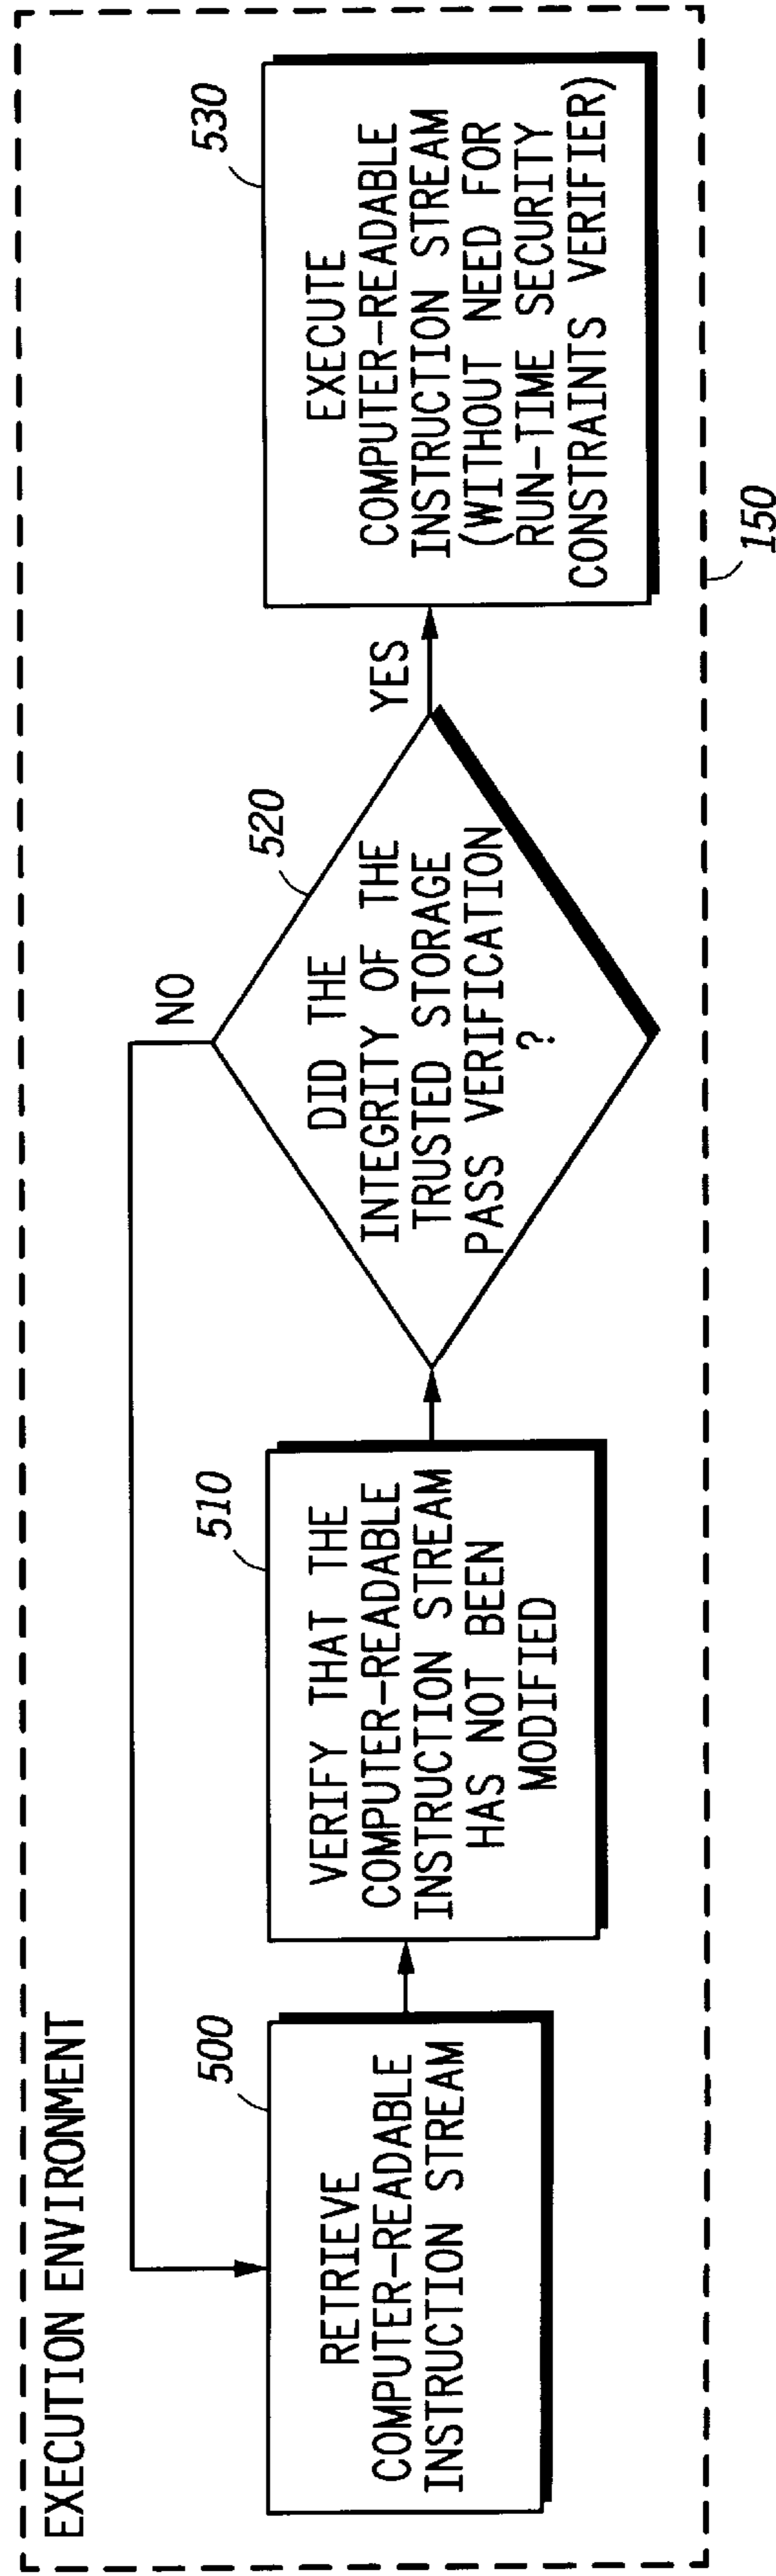 EXECUTION ENVIRONMENT
500
RETRIEVE
COMPUTER-READABLE
INSTRUCTION STREAM
510
VERIFY THAT THE
COMPUTER-READABLE
INSTRUCTION STREAM
HAS NOT BEEN
MODIFIED
520
DID THE
INTEGRITY OF THE
TRUSTED STORAGE
PASS VERIFICATION
?
NO
YES
530
EXECUTE
COMPUTER-READABLE
INSTRUCTION STREAM
(WITHOUT NEED FOR
RUN-TIME SECURITY
CONSTRAINTS VERIFIER)
150